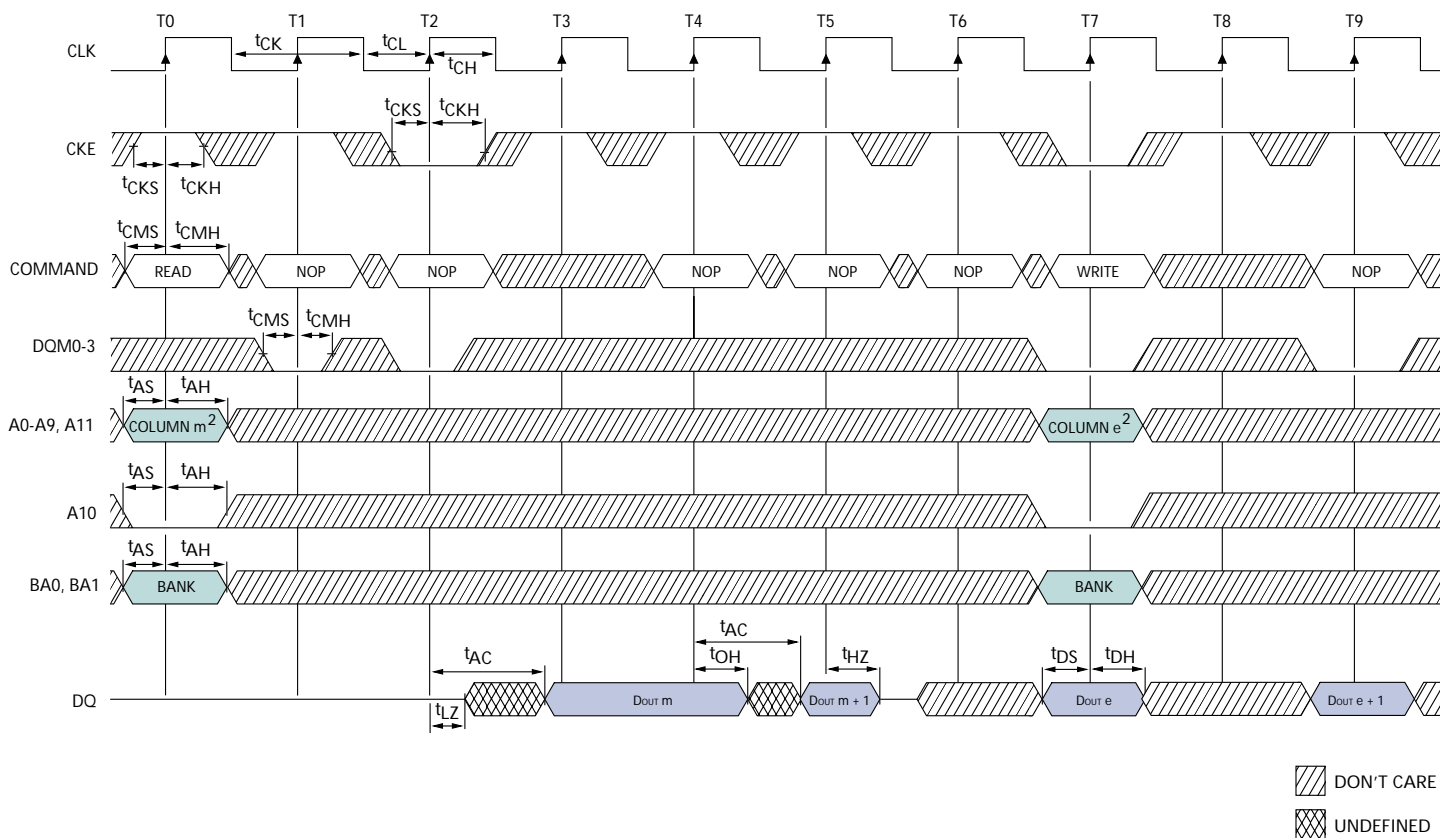 T0 T1 T2 T3 T4 T5 T6 T7 T8 T9
CLK tCK tCL tCH
tCKS tCKH
CKE
tCKS tCKH
tCMS tCMH
COMMAND READ NOP NOP NOP NOP NOP WRITE NOP
tCMS tCMH
DQM0-3
tAS tAH
A0-A9, A11 COLUMN m2 COLUMN e2
tAS tAH
A10
tAS tAH
BA0, BA1 BANK BANK
tAC
tAC tOH tHZ tDS tDH
DQ DOUT m DOUT m + 1 DOUT e DOUT e + 1
tLZ
DON'T CARE
UNDEFINED